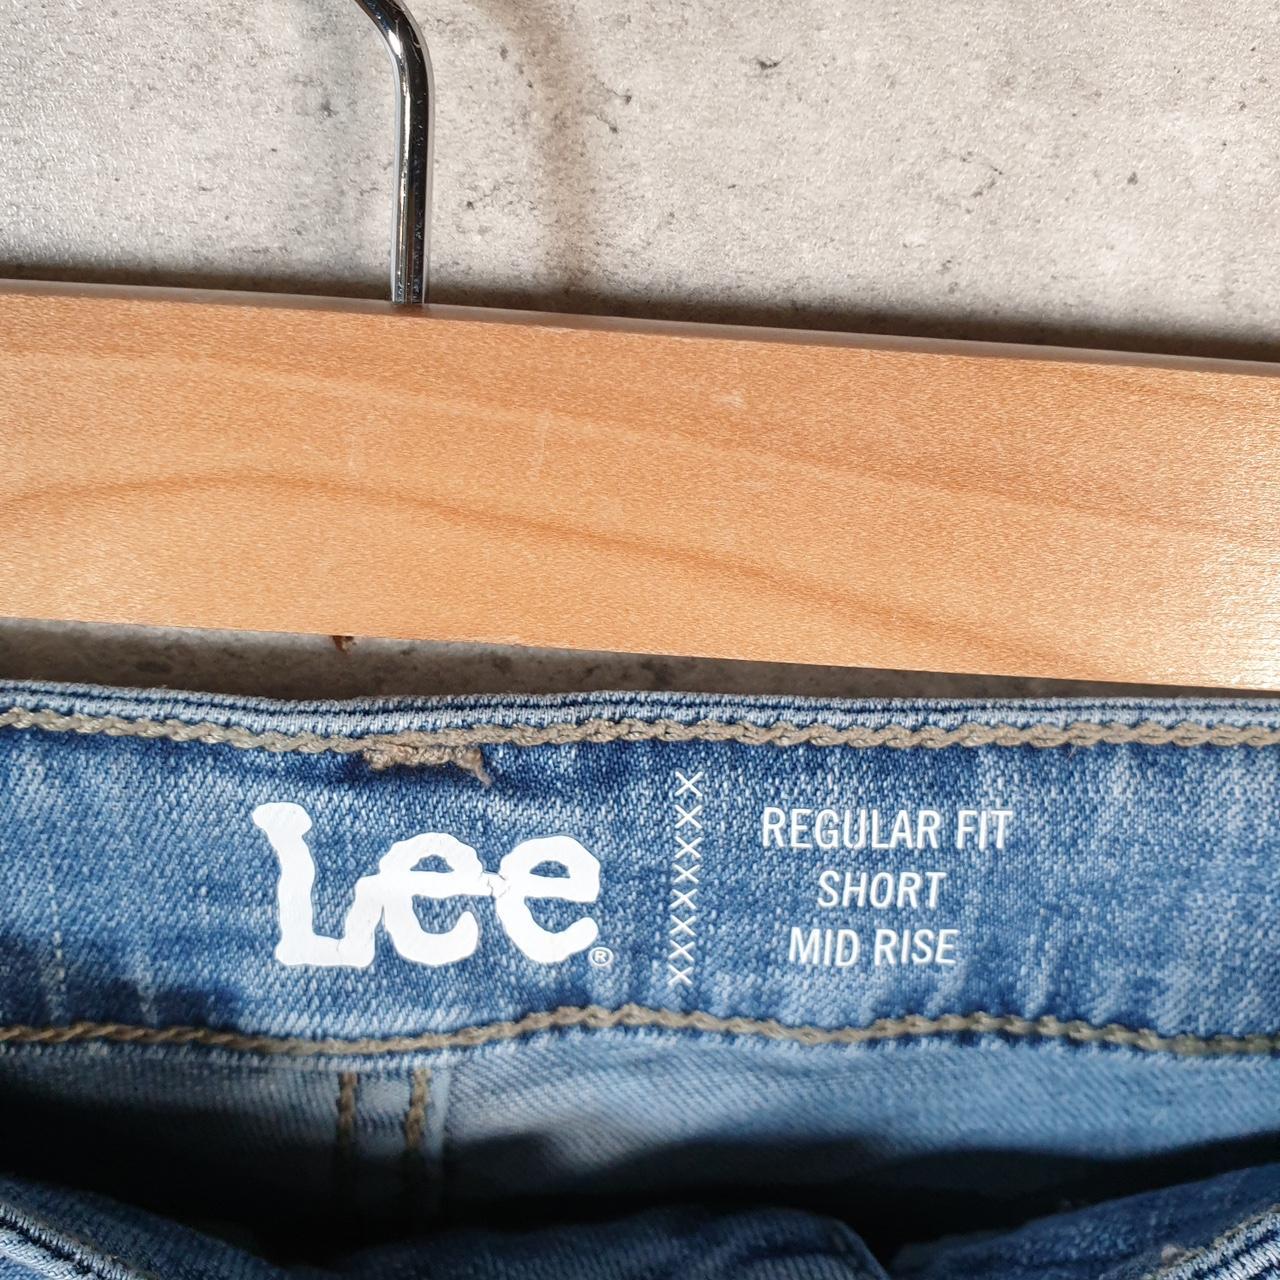 Lee®
REGULAR FIT
SHORT
MID RISE